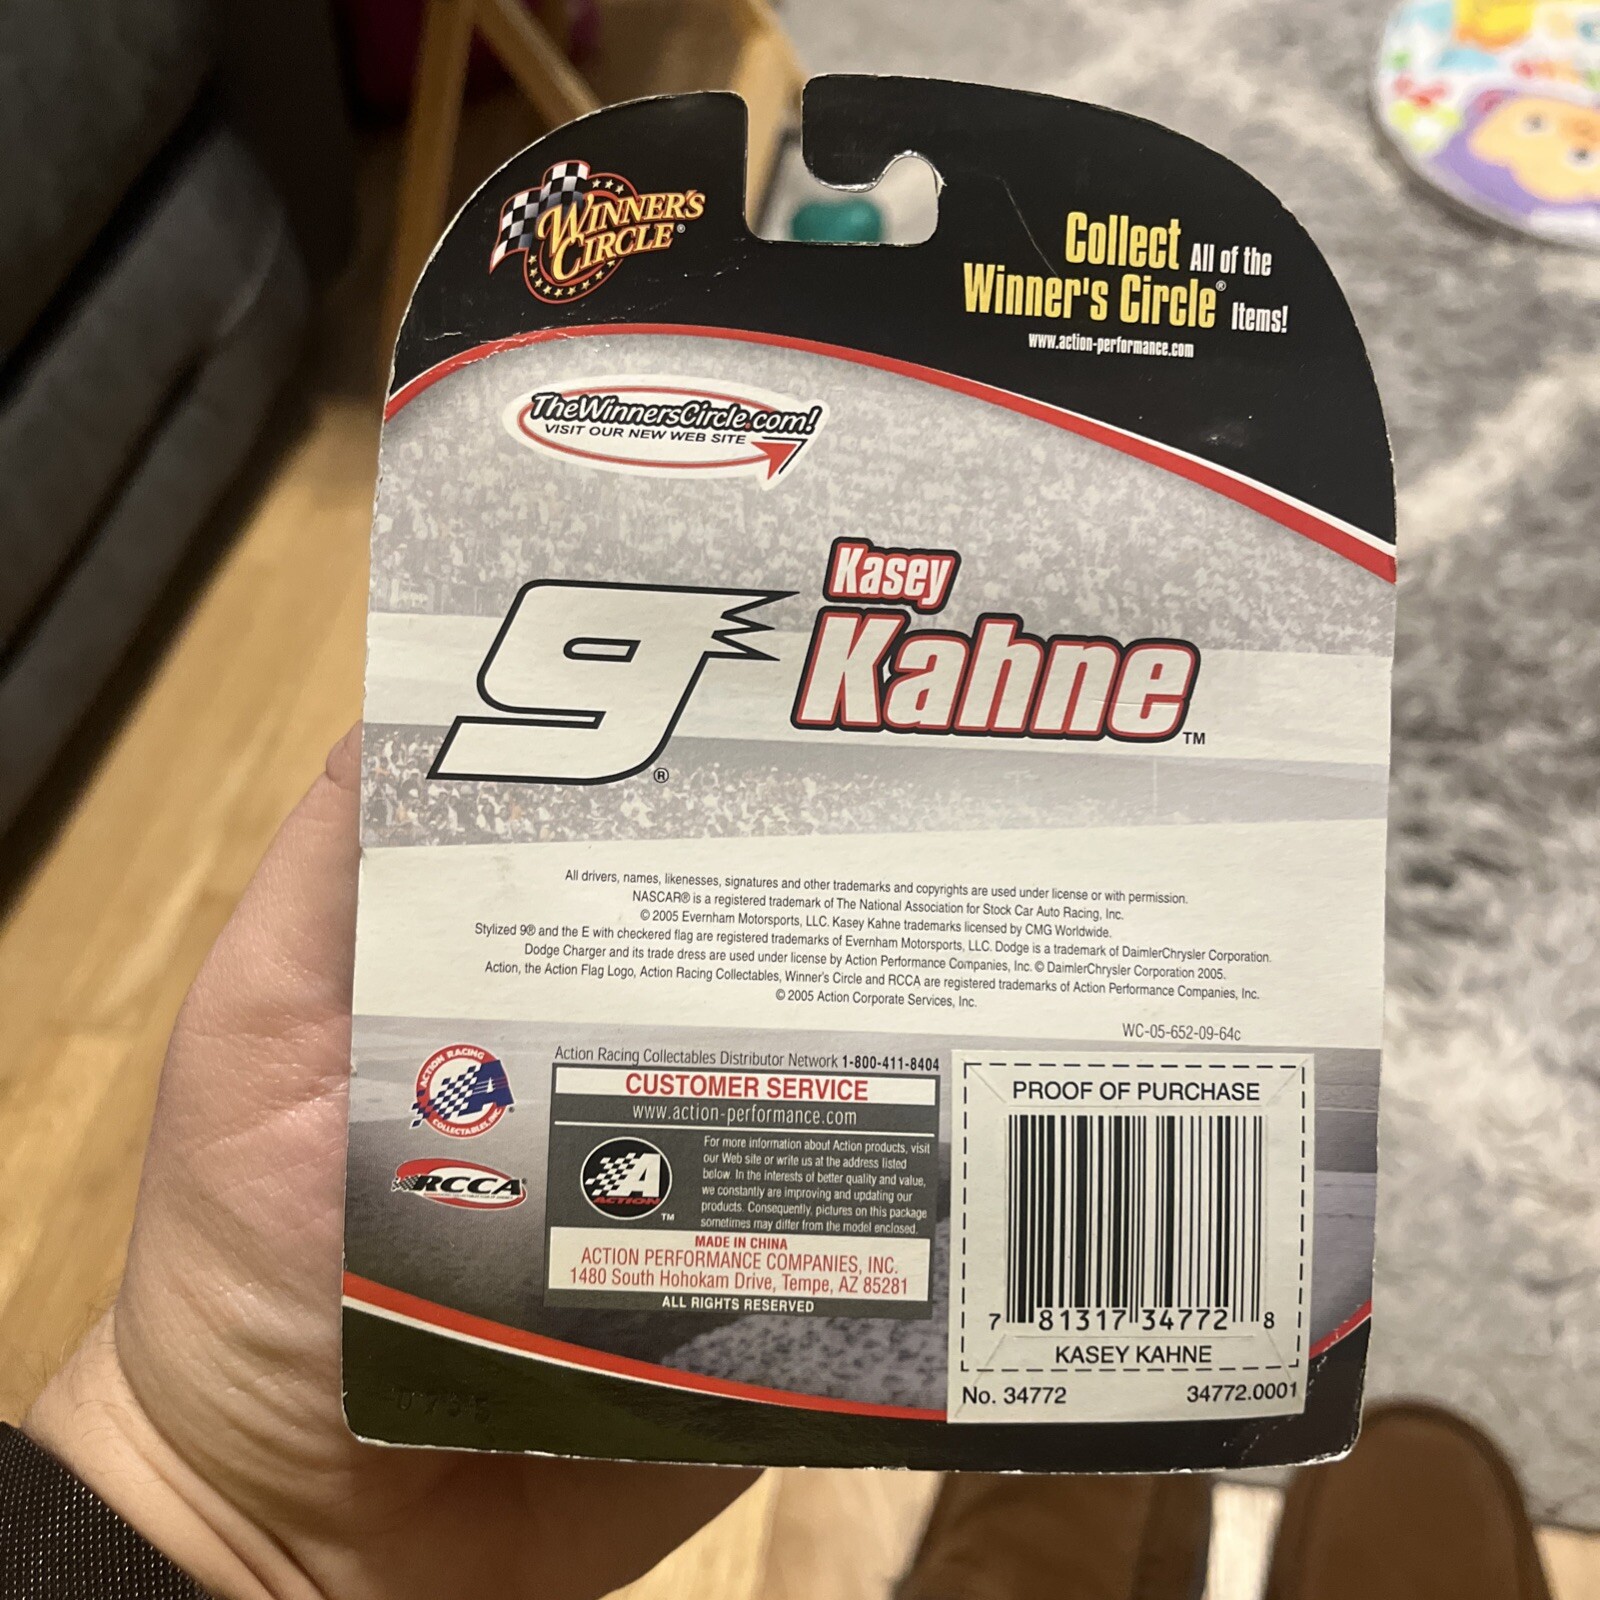 WINNER'S
CIRCLE®
Collect All of the
Winner's Circle® Items!
www.action-performance.com
TheWinnersCircle.com!
VISIT OUR NEW WEB SITE
9®
Kasey
Kahne™
All drivers, names, likenesses, signatures and other trademarks and copyrights are used under license or with permission.
NASCAR® is a registered trademark of The National Association for Stock Car Auto Racing, Inc.
© 2005 Evernham Motorsports, LLC. Kasey Kahne trademarks licensed by CMG Worldwide.
Stylized 9® and the E with checkered flag are registered trademarks of Evernham Motorsports, LLC. Dodge is a trademark of DaimlerChrysler Corporation.
Dodge Charger and its trade dress are used under license by Action Performance Companies, Inc. © DaimlerChrysler Corporation 2005.
Action, the Action Flag Logo, Action Racing Collectables, Winner's Circle and RCCA are registered trademarks of Action Performance Companies, Inc.
© 2005 Action Corporate Services, Inc.
WC-05-652-09-64c
ACTION RACING
COLLECTABLES, INC.®
RCCA®
Action Racing Collectables Distributor Network 1-800-411-8404
CUSTOMER SERVICE
www.action-performance.com
A
ACTION™
For more information about Action products, visit
our Web site or write us at the address listed
below. In the interests of better quality and value,
we constantly are improving and updating our
products. Consequently, pictures on this package
sometimes may differ from the model enclosed.
MADE IN CHINA
ACTION PERFORMANCE COMPANIES, INC.
1480 South Hohokam Drive, Tempe, AZ 85281
ALL RIGHTS RESERVED
PROOF OF PURCHASE
7 81317 34772 8
KASEY KAHNE
No. 34772 34772.0001